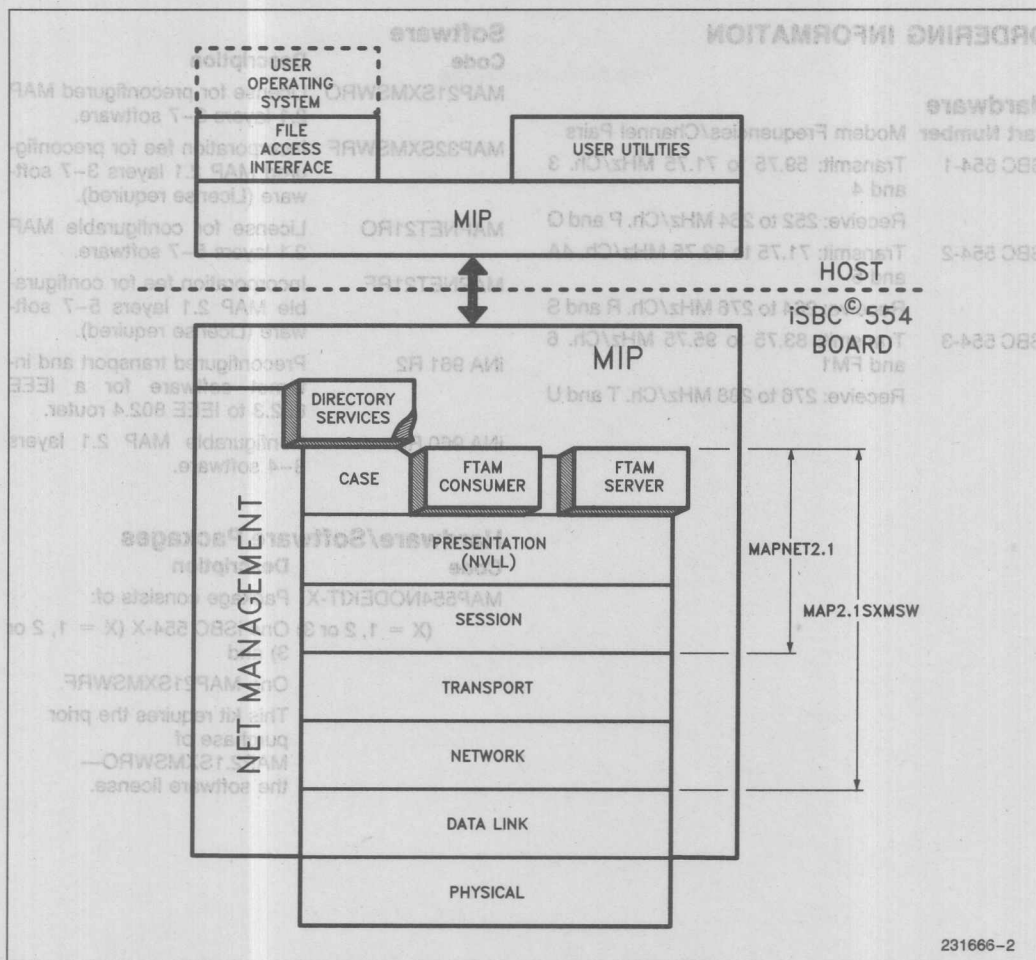 USER
OPERATING
SYSTEM
FILE
ACCESS
INTERFACE
USER UTILITIES
MIP
HOST
iSBC© 554
BOARD
MIP
DIRECTORY
SERVICES
CASE
FTAM
CONSUMER
FTAM
SERVER
NET MANAGEMENT
PRESENTATION
(NVLL)
MAPNET2.1
MAP2.1SXMSW
SESSION
TRANSPORT
NETWORK
DATA LINK
PHYSICAL
231666-2